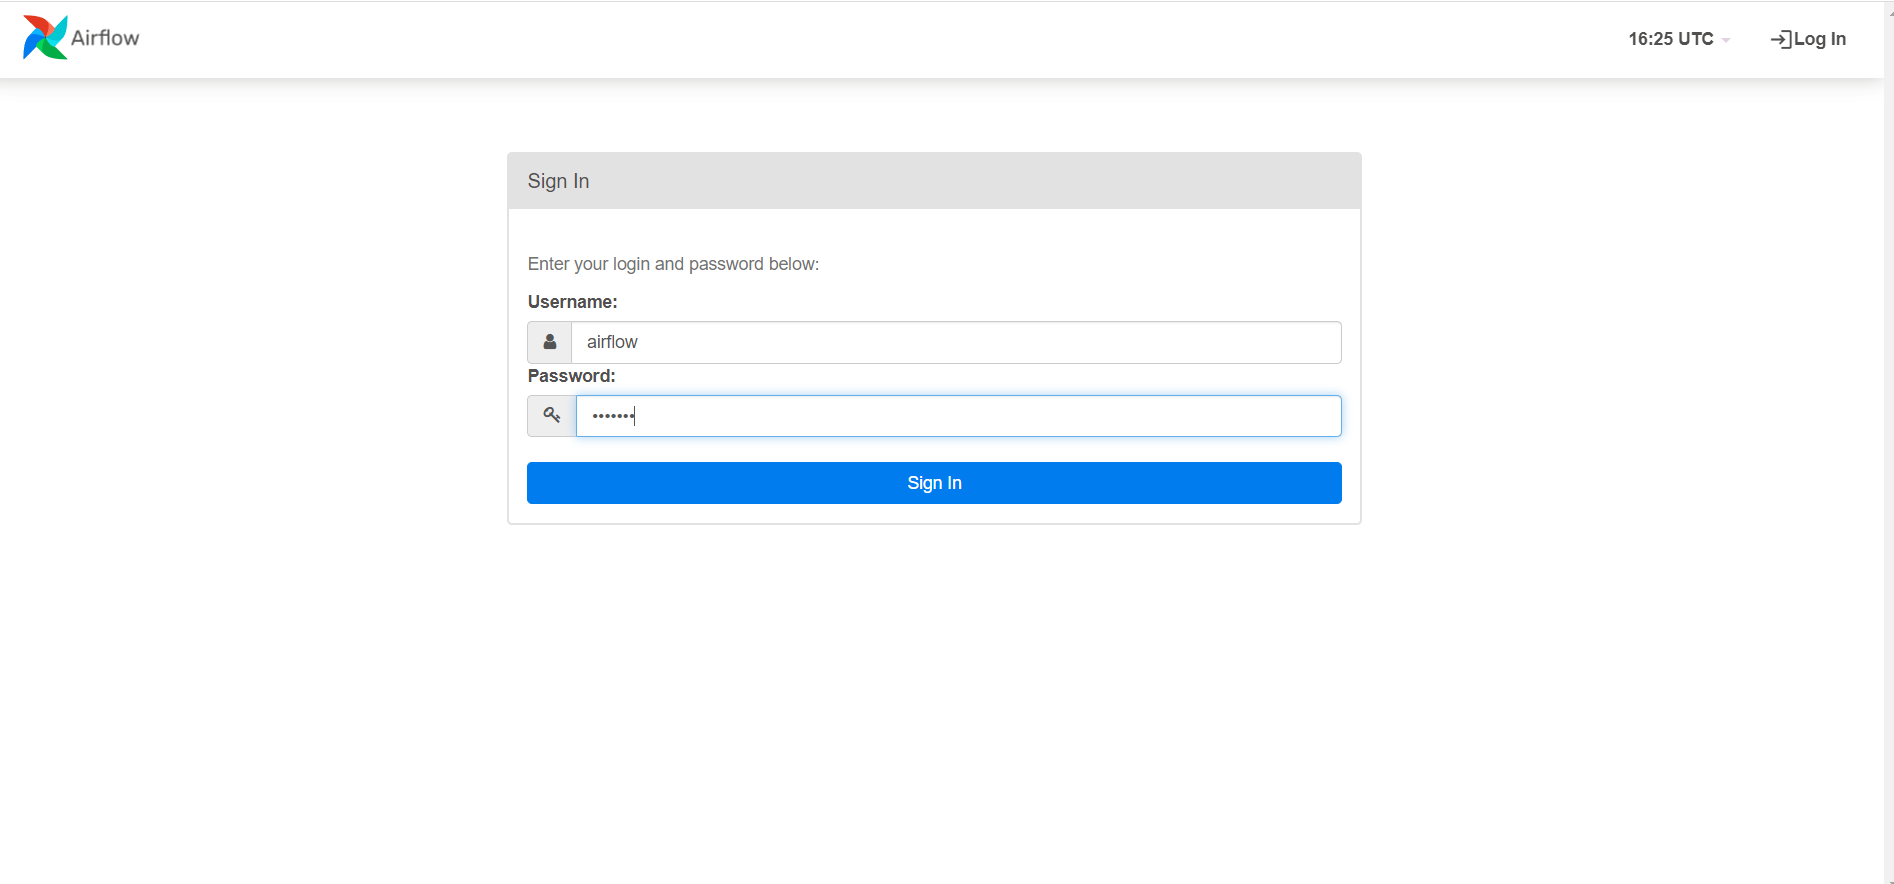 Airflow
16:25 UTC
Log In
Sign In
Enter your login and password below:
Username:
airflow
Password:
•••••••
Sign In